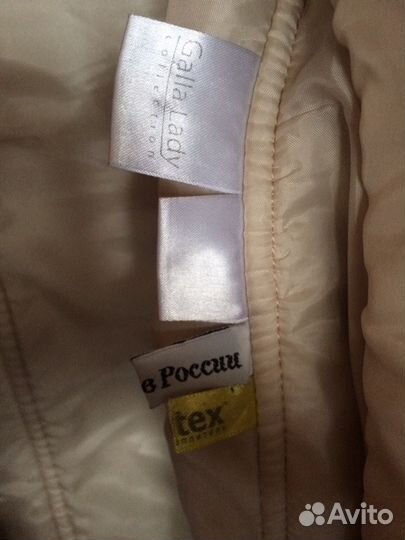 Galla Lady
collection
в России
tex
Avito